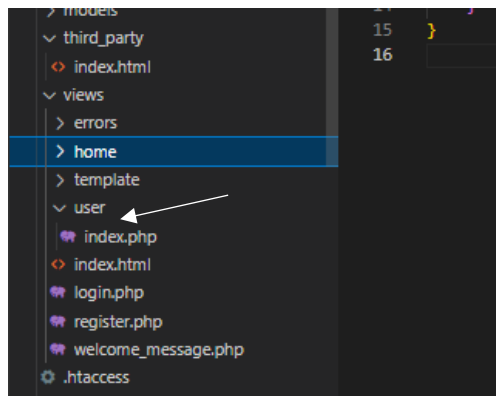 models
third_party
index.html
views
errors
home
template
user
index.php
index.html
login.php
register.php
welcome_message.php
.htaccess
14 }
15 }
16